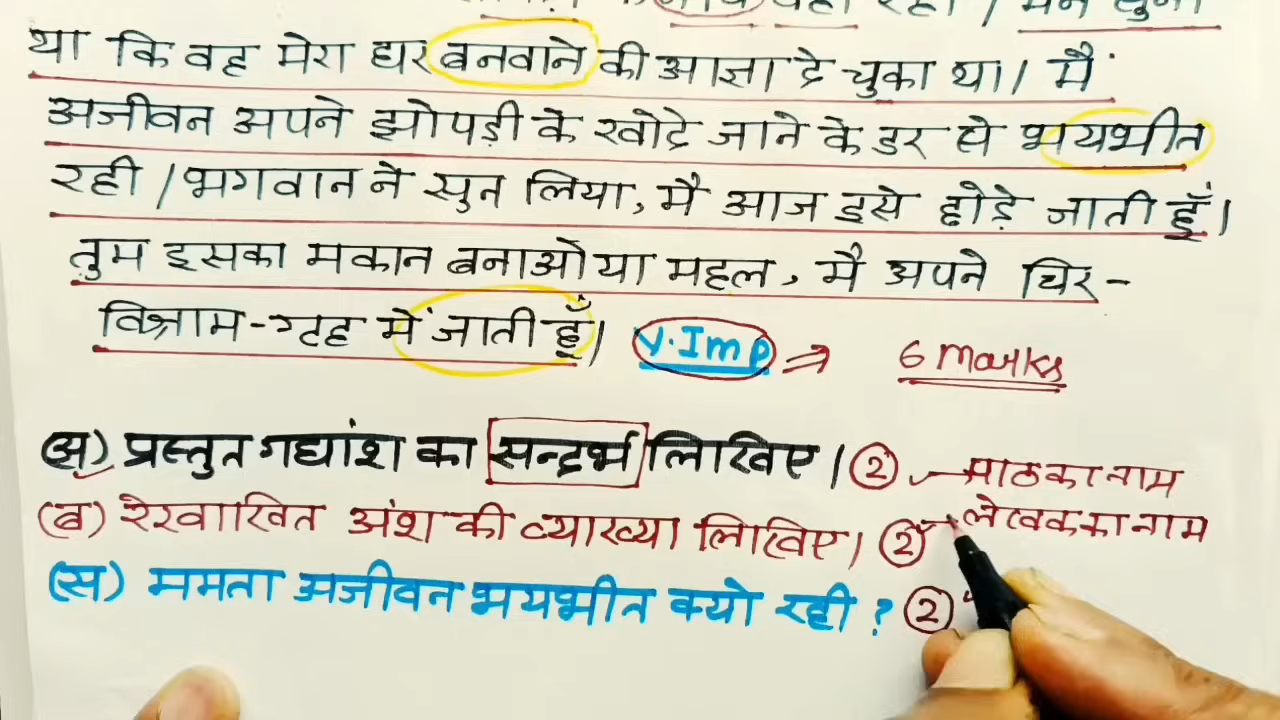 रही / मैंने सुना
था कि वह मेरा घर बनवाने की आज्ञा दे चुका था। मैं
अजीवन अपने झोपड़ी के खोदे जाने के डर से भयभीत
रही / भगवान ने सुन लिया, मै आज इसे छोड़े जाती हूँ।
तुम इसका मकान बनाओ या महल, मै अपने चिर-
विश्राम-गृह में जाती हूँ। V.Imp ⇒ 6 Marks
(अ) प्रस्तुत गद्यांश का सन्दर्भ लिखिए। (2) पाठ का नाम
लेखक का नाम
(ब) रेखाखित अंश की व्याख्या लिखिए। (2)
(स) ममता अजीवन भयभीत क्यो रही ? (2)